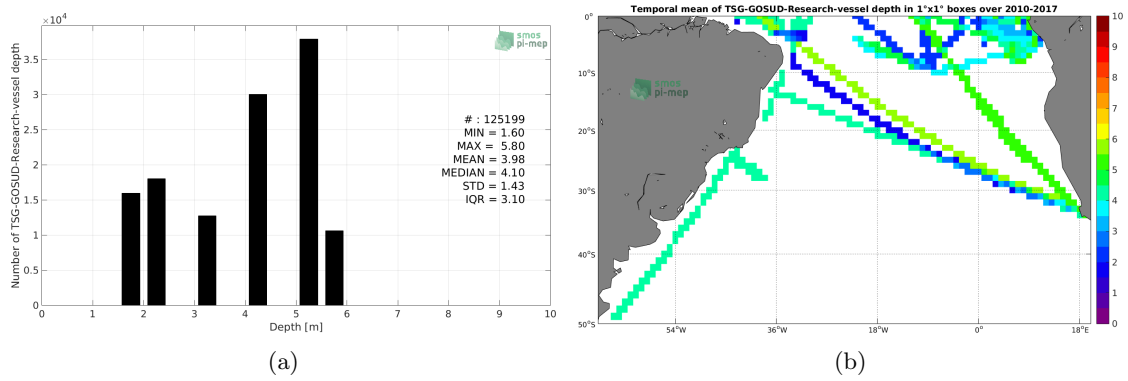 ×10⁴
3.5
3
2.5
2
1.5
1
0.5
0
Number of TSG-GOSUD-Research-vessel depth
smos
pi-mep
# : 125199
MIN = 1.60
MAX = 5.80
MEAN = 3.98
MEDIAN = 4.10
STD = 1.43
IQR = 3.10
0 1 2 3 4 5 6 7 8 9 10
Depth [m]
(a)
Temporal mean of TSG-GOSUD-Research-vessel depth in 1°x1° boxes over 2010-2017
0°
10°S
20°S
30°S
40°S
50°S
smos
pi-mep
54°W 36°W 18°W 0° 18°E
10
9
8
7
6
5
4
3
2
1
0
(b)